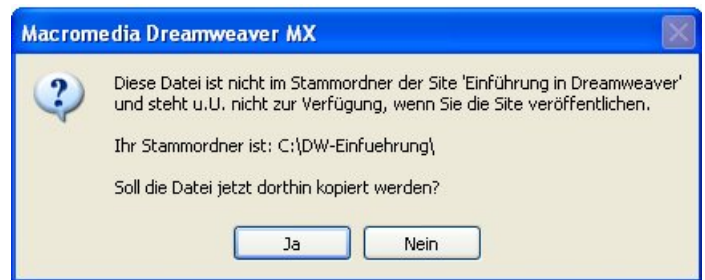 Macromedia Dreamweaver MX
Diese Datei ist nicht im Stammordner der Site 'Einführung in Dreamweaver'
und steht u.U. nicht zur Verfügung, wenn Sie die Site veröffentlichen.
Ihr Stammordner ist: C:\DW-Einfuehrung\
Soll die Datei jetzt dorthin kopiert werden?
Ja Nein